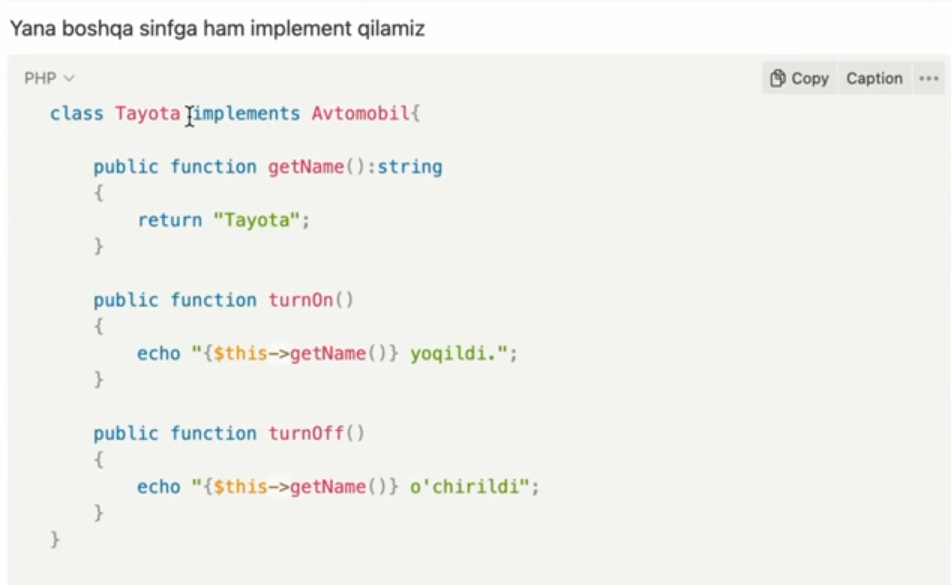 Yana boshqa sinfga ham implement qilamiz
PHP
Copy Caption
class Tayota implements Avtomobil{
public function getName():string
{
return "Tayota";
}
public function turnOn()
{
echo "{$this->getName()} yoqildi.";
}
public function turnOff()
{
echo "{$this->getName()} o'chirildi";
}
}